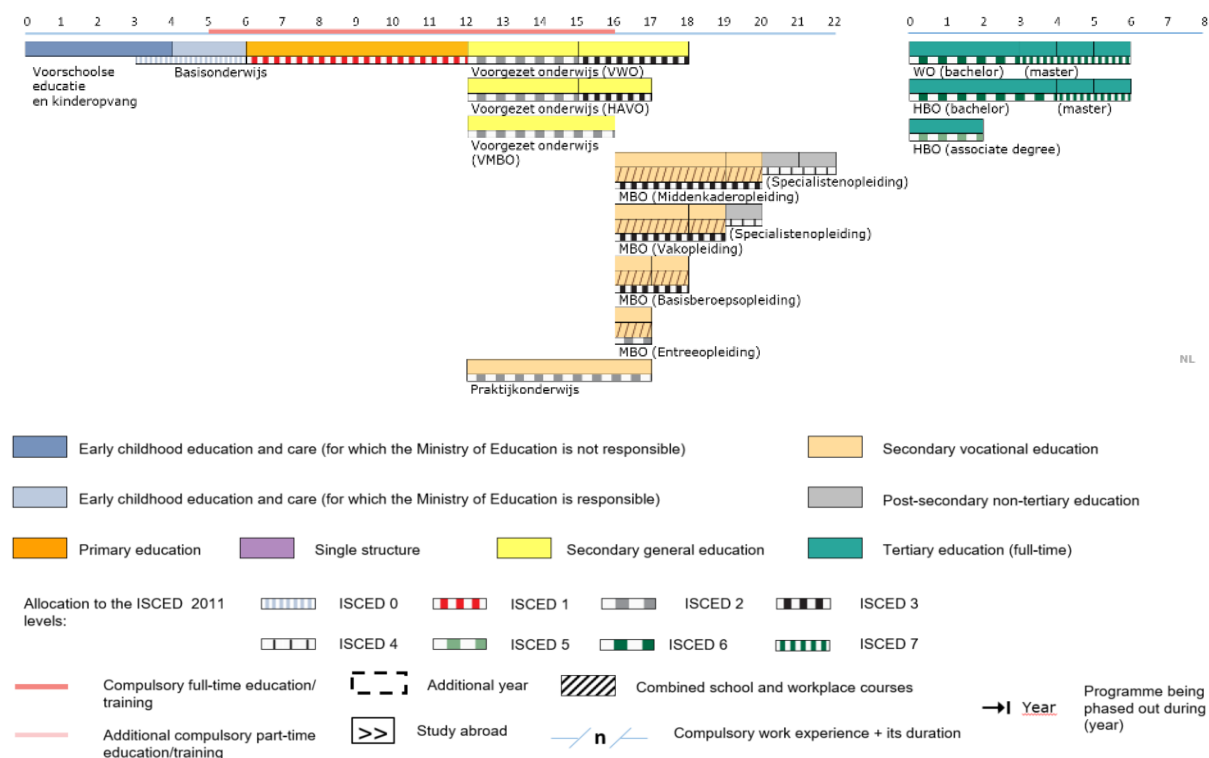 0 1 2 3 4 5 6 7 8 9 10 11 12 13 14 15 16 17 18 19 20 21 22 0 1 2 3 4 5 6 7 8
Voorschoolse
educatie
en kinderopvang
Basisonderwijs
Voorgezet onderwijs (VWO)
WO (bachelor) (master)
Voorgezet onderwijs (HAVO)
HBO (bachelor) (master)
Voorgezet onderwijs
(VMBO)
HBO (associate degree)
(Specialistenopleiding)
MBO (Middenkaderopleiding)
(Specialistenopleiding)
MBO (Vakopleiding)
MBO (Basisberoepsopleiding)
MBO (Entreeopleiding)
NL
Praktijkonderwijs
Early childhood education and care (for which the Ministry of Education is not responsible)
Secondary vocational education
Early childhood education and care (for which the Ministry of Education is responsible)
Post-secondary non-tertiary education
Primary education
Single structure
Secondary general education
Tertiary education (full-time)
Allocation to the ISCED 2011
levels:
ISCED 0
ISCED 1
ISCED 2
ISCED 3
ISCED 4
ISCED 5
ISCED 6
ISCED 7
Compulsory full-time education/
training
Additional year
Combined school and workplace courses
Year
Programme being
phased out during
(year)
Additional compulsory part-time
education/training
>>
Study abroad
n
Compulsory work experience + its duration